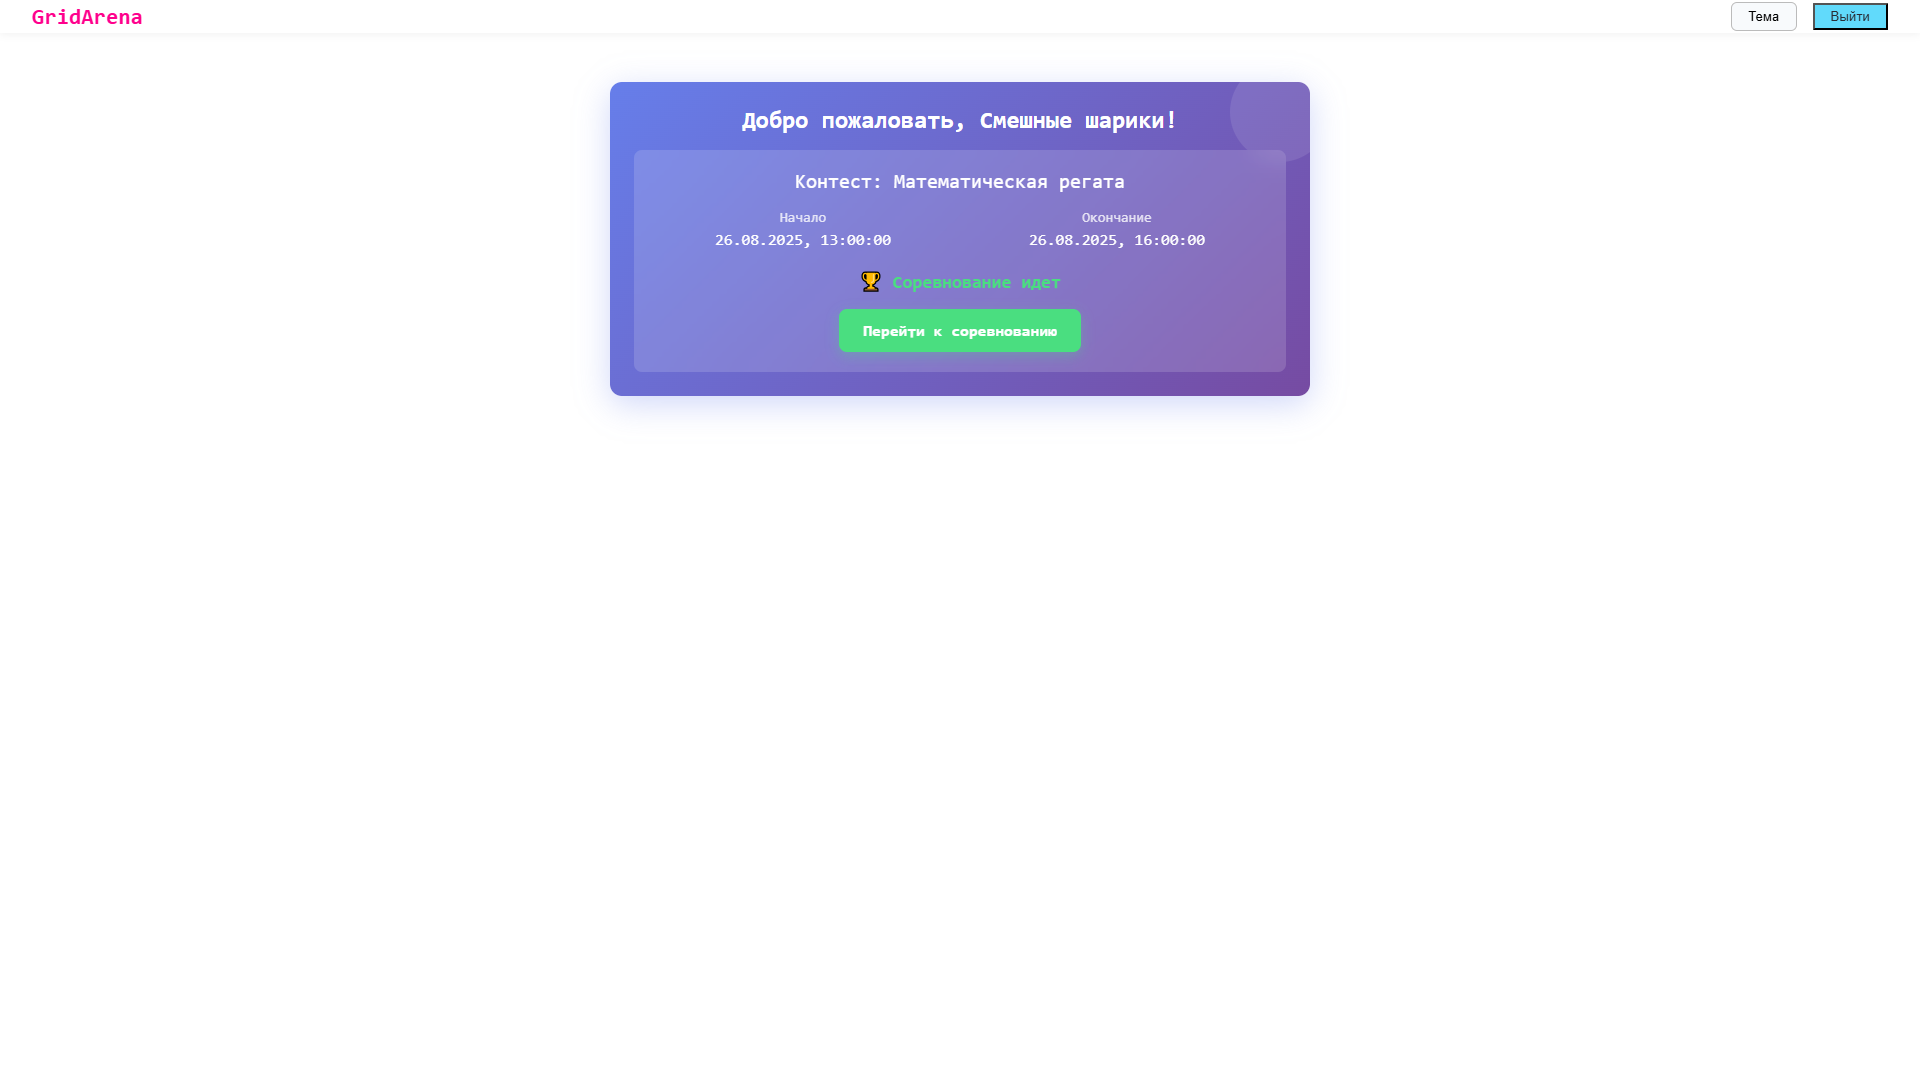 GridArena
Тема
Выйти
Добро пожаловать, Смешные шарики!
Контест: Математическая регата
Начало
26.08.2025, 13:00:00
Окончание
26.08.2025, 16:00:00
🏆 Соревнование идет
Перейти к соревнованию